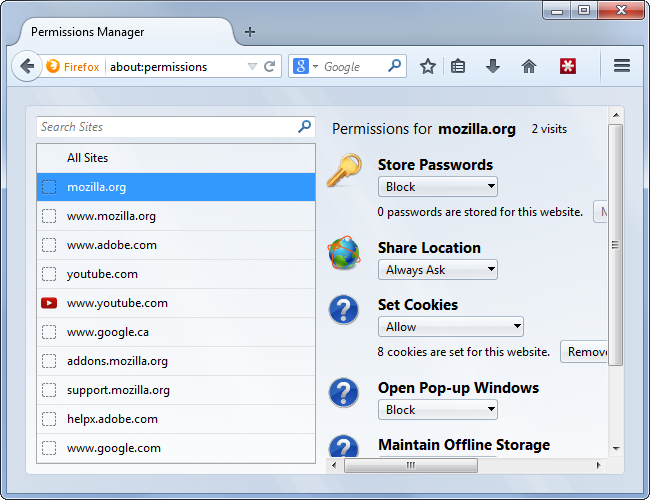 Permissions Manager
Firefox about:permissions Google
Search Sites
All Sites
mozilla.org
www.mozilla.org
www.adobe.com
youtube.com
www.youtube.com
www.google.ca
addons.mozilla.org
support.mozilla.org
helpx.adobe.com
www.google.com
Permissions for mozilla.org 2 visits
Store Passwords
Block
0 passwords are stored for this website.
Share Location
Always Ask
Set Cookies
Allow
8 cookies are set for this website. Remove
Open Pop-up Windows
Block
Maintain Offline Storage